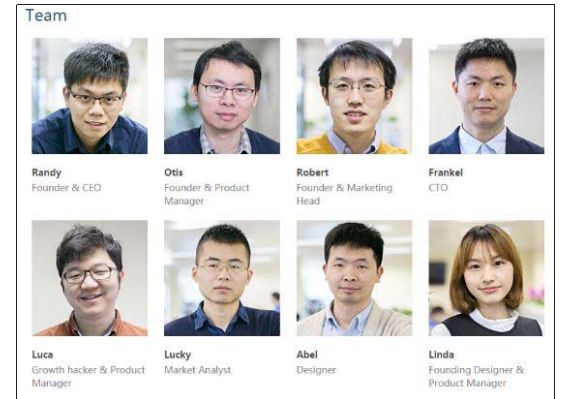 Team
Randy
Founder & CEO
Otis
Founder & Product
Manager
Robert
Founder & Marketing
Head
Frankel
CTO
Luca
Growth hacker & Product
Manager
Lucky
Market Analyst
Abel
Designer
Linda
Founding Designer &
Product Manager